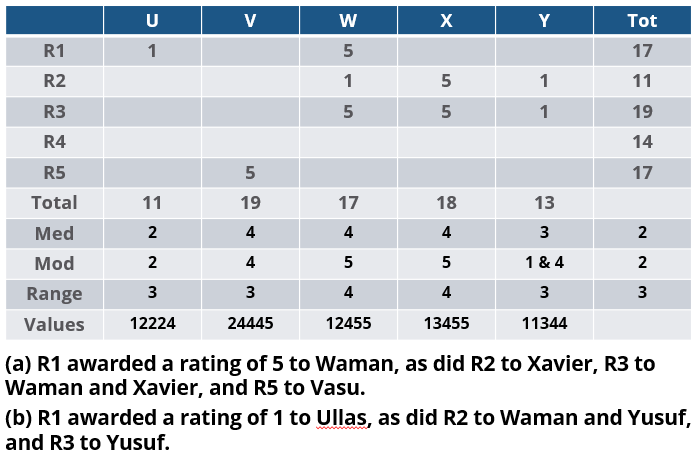 U V W X Y Tot
R1 1 5 17
R2 1 5 1 11
R3 5 5 1 19
R4 14
R5 5 17
Total 11 19 17 18 13
Med 2 4 4 4 3 2
Mod 2 4 5 5 1 & 4 2
Range 3 3 4 4 3 3
Values 12224 24445 12455 13455 11344
(a) R1 awarded a rating of 5 to Waman, as did R2 to Xavier, R3 to
Waman and Xavier, and R5 to Vasu.
(b) R1 awarded a rating of 1 to Ullas, as did R2 to Waman and Yusuf,
and R3 to Yusuf.